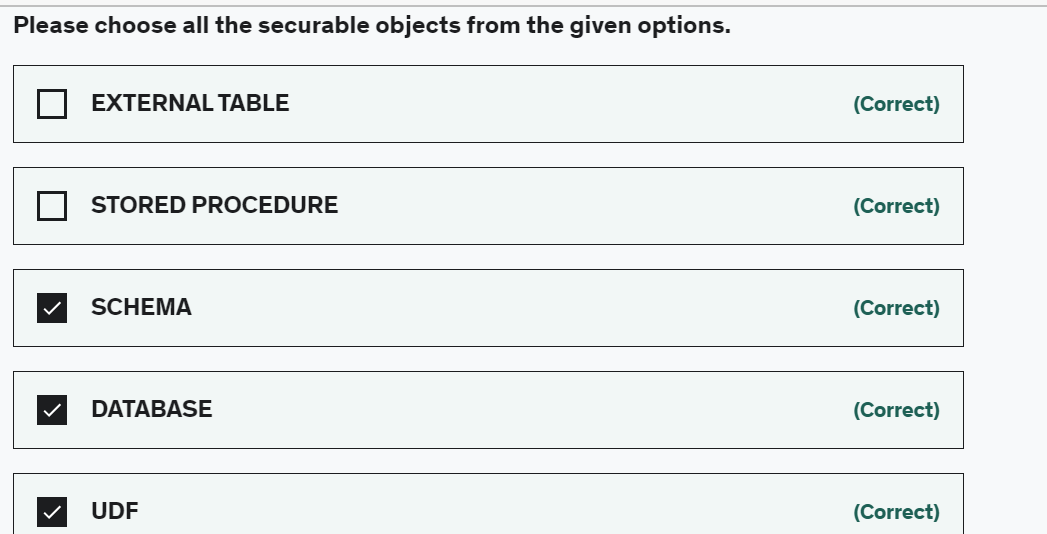 Please choose all the securable objects from the given options.
EXTERNAL TABLE (Correct)
STORED PROCEDURE (Correct)
SCHEMA (Correct)
DATABASE (Correct)
UDF (Correct)